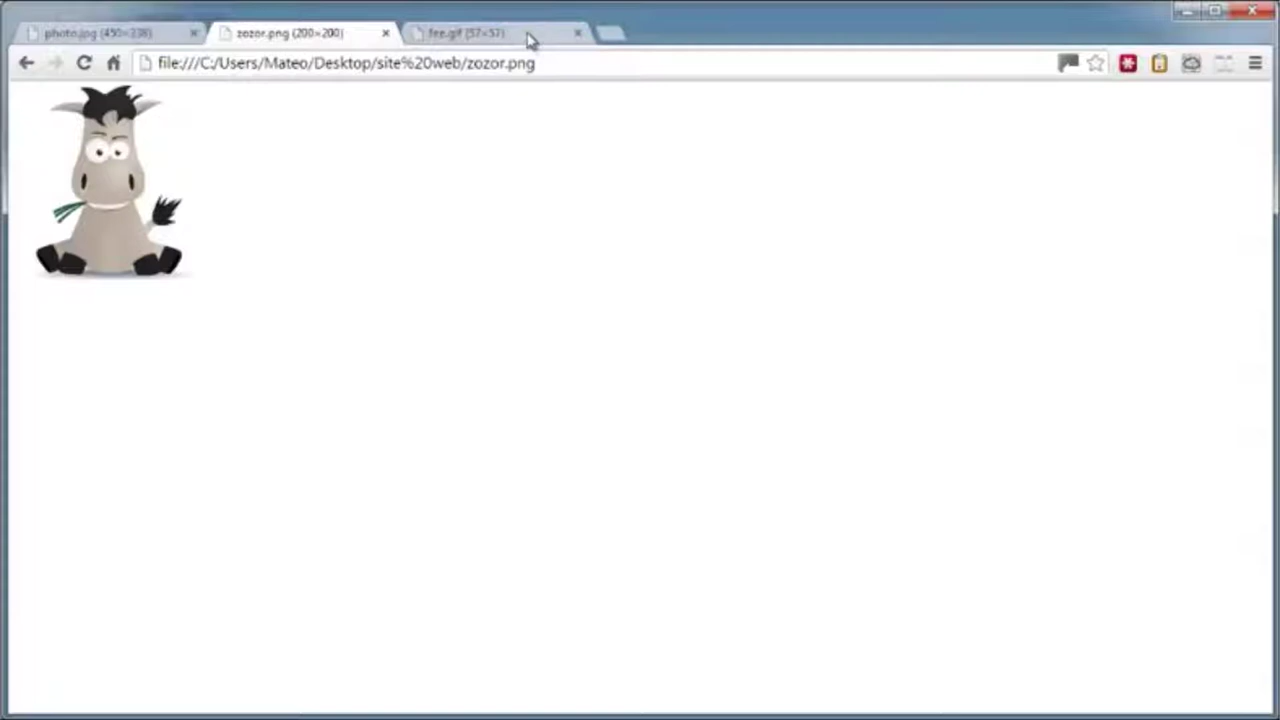 photo.jpg (450×338)
zozor.png (200×200)
fee.gif (57×57)
file:///C:/Users/Mateo/Desktop/site%20web/zozor.png